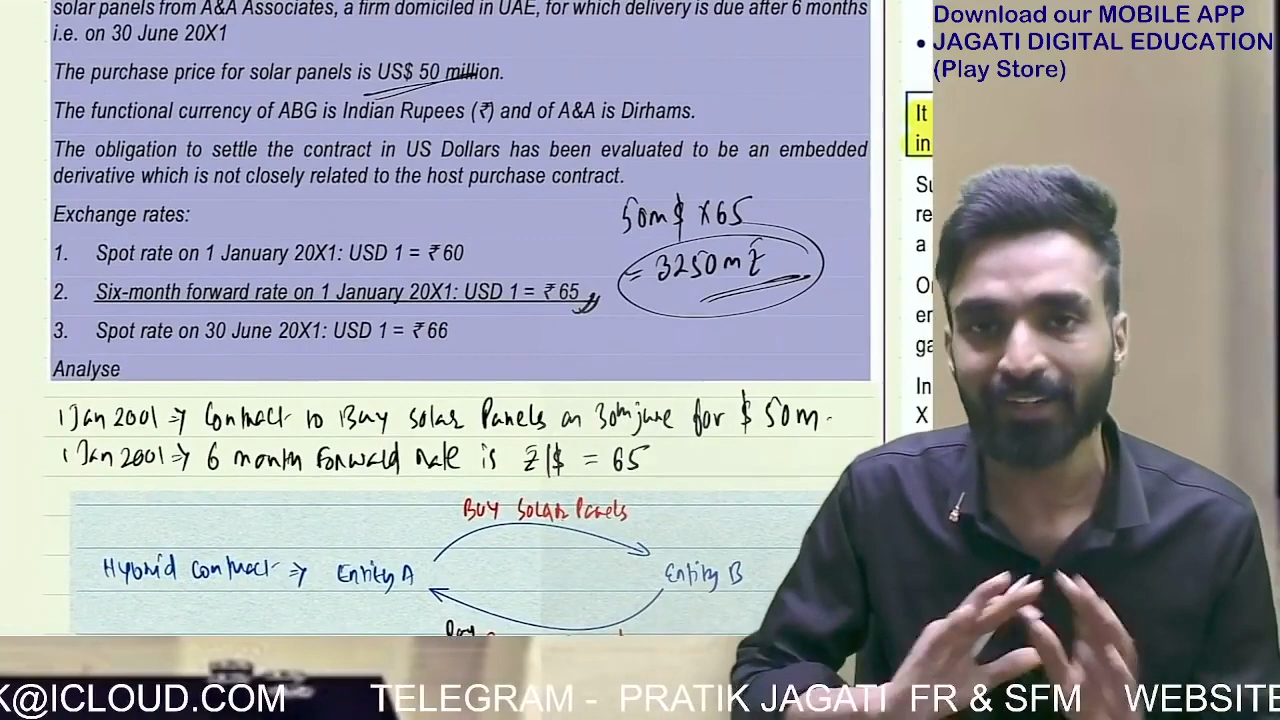 solar panels from A&A Associates, a firm domiciled in UAE, for which delivery is due after 6 months
i.e. on 30 June 20X1
The purchase price for solar panels is US$ 50 million.
The functional currency of ABG is Indian Rupees (₹) and of A&A is Dirhams.
The obligation to settle the contract in US Dollars has been evaluated to be an embedded
derivative which is not closely related to the host purchase contract.
Exchange rates:
1. Spot rate on 1 January 20X1: USD 1 = ₹ 60
2. Six-month forward rate on 1 January 20X1: USD 1 = ₹ 65
3. Spot rate on 30 June 20X1: USD 1 = ₹ 66
Analyse
50m $ × 65
= 3250m ₹
1 Jan 2001 ⇒ Contract to Buy solar Panels on 30th june for $ 50m.
1 Jan 2001 ⇒ 6 month forward rate is ₹/$ = 65
Buy Solar Panels
Hybrid contract ⇒ Entity A Entity B
Pay
Download our MOBILE APP
• JAGATI DIGITAL EDUCATION
(Play Store)
It
in
Su
re
a
O
er
ga
In
X
K@ICLOUD.COM TELEGRAM - PRATIK JAGATI FR & SFM WEBSITE